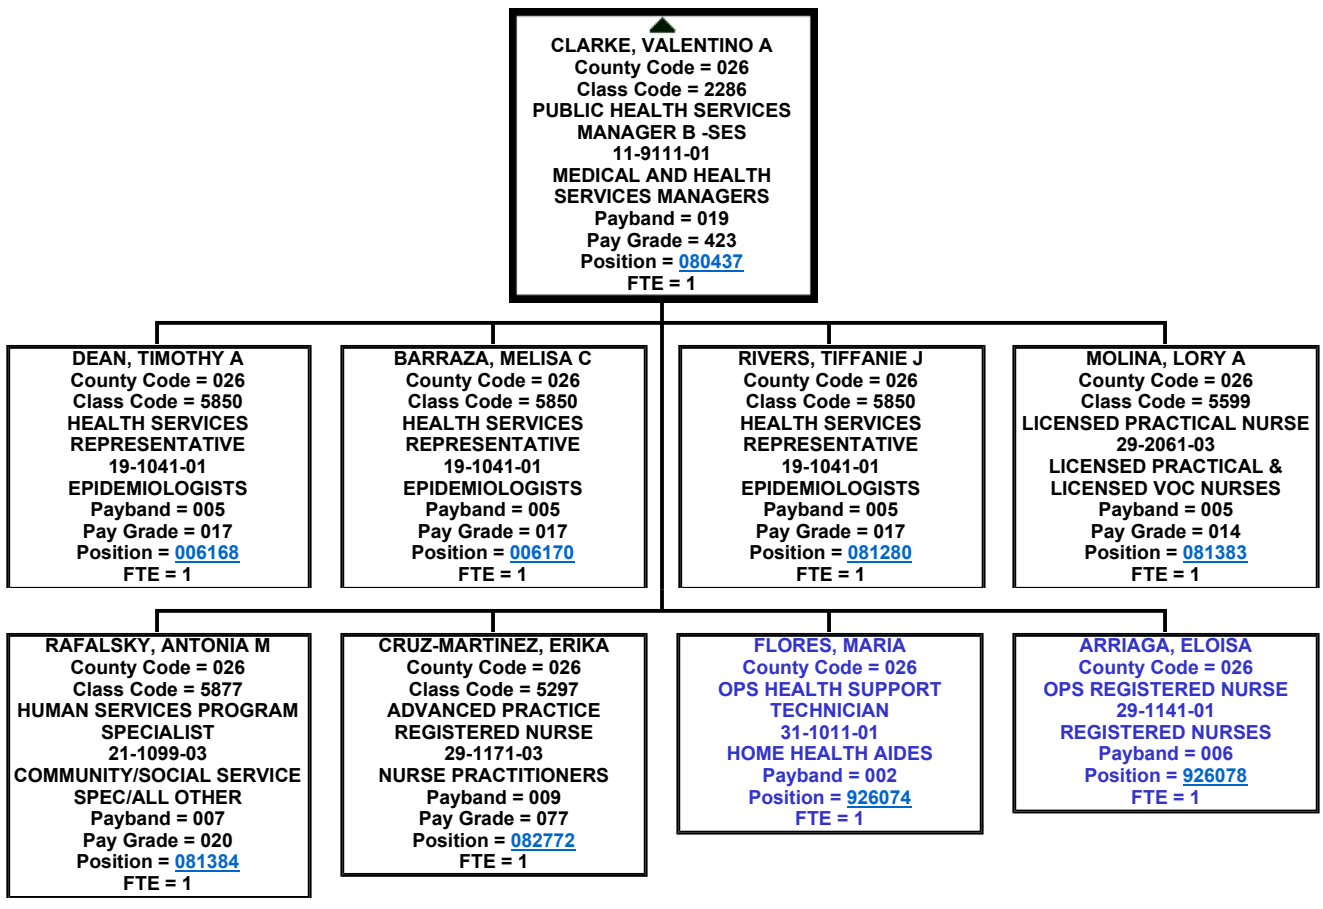 CLARKE, VALENTINO A
County Code = 026
Class Code = 2286
PUBLIC HEALTH SERVICES
MANAGER B -SES
11-9111-01
MEDICAL AND HEALTH
SERVICES MANAGERS
Payband = 019
Pay Grade = 423
Position = 080437
FTE = 1
DEAN, TIMOTHY A
County Code = 026
Class Code = 5850
HEALTH SERVICES
REPRESENTATIVE
19-1041-01
EPIDEMIOLOGISTS
Payband = 005
Pay Grade = 017
Position = 006168
FTE = 1
BARRAZA, MELISA C
County Code = 026
Class Code = 5850
HEALTH SERVICES
REPRESENTATIVE
19-1041-01
EPIDEMIOLOGISTS
Payband = 005
Pay Grade = 017
Position = 006170
FTE = 1
RIVERS, TIFFANIE J
County Code = 026
Class Code = 5850
HEALTH SERVICES
REPRESENTATIVE
19-1041-01
EPIDEMIOLOGISTS
Payband = 005
Pay Grade = 017
Position = 081280
FTE = 1
MOLINA, LORY A
County Code = 026
Class Code = 5599
LICENSED PRACTICAL NURSE
29-2061-03
LICENSED PRACTICAL &
LICENSED VOC NURSES
Payband = 005
Pay Grade = 014
Position = 081383
FTE = 1
RAFALSKY, ANTONIA M
County Code = 026
Class Code = 5877
HUMAN SERVICES PROGRAM
SPECIALIST
21-1099-03
COMMUNITY/SOCIAL SERVICE
SPEC/ALL OTHER
Payband = 007
Pay Grade = 020
Position = 081384
FTE = 1
CRUZ-MARTINEZ, ERIKA
County Code = 026
Class Code = 5297
ADVANCED PRACTICE
REGISTERED NURSE
29-1171-03
NURSE PRACTITIONERS
Payband = 009
Pay Grade = 077
Position = 082772
FTE = 1
FLORES, MARIA
County Code = 026
OPS HEALTH SUPPORT
TECHNICIAN
31-1011-01
HOME HEALTH AIDES
Payband = 002
Position = 926074
FTE = 1
ARRIAGA, ELOISA
County Code = 026
OPS REGISTERED NURSE
29-1141-01
REGISTERED NURSES
Payband = 006
Position = 926078
FTE = 1